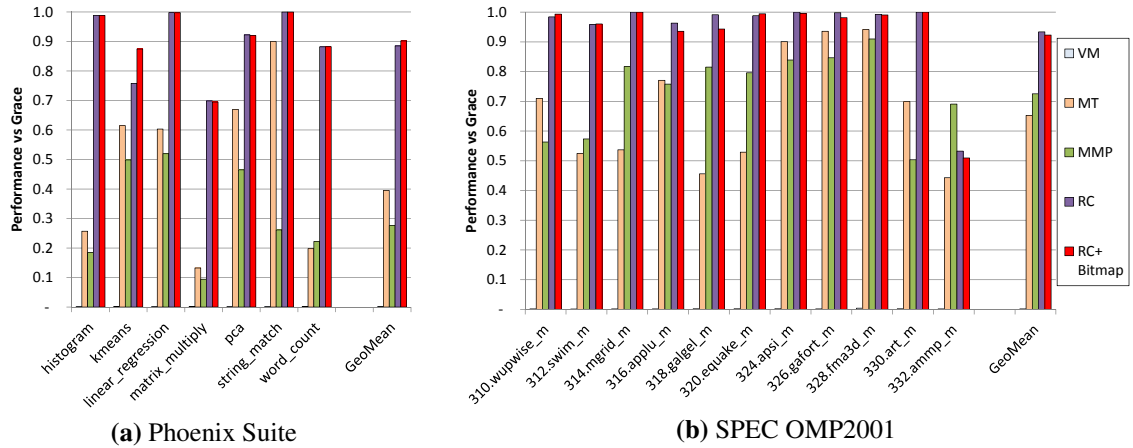 Performance vs Grace
1.0
0.9
0.8
0.7
0.6
0.5
0.4
0.3
0.2
0.1
-
histogram
kmeans
linear_regression
matrix_multiply
pca
string_match
word_count
GeoMean
(a) Phoenix Suite
Performance vs Grace
1.0
0.9
0.8
0.7
0.6
0.5
0.4
0.3
0.2
0.1
-
310.wupwise_m
312.swim_m
314.mgrid_m
316.applu_m
318.galgel_m
320.equake_m
324.apsi_m
326.gafort_m
328.fma3d_m
330.art_m
332.ammp_m
GeoMean
(b) SPEC OMP2001
VM
MT
MMP
RC
RC+
Bitmap